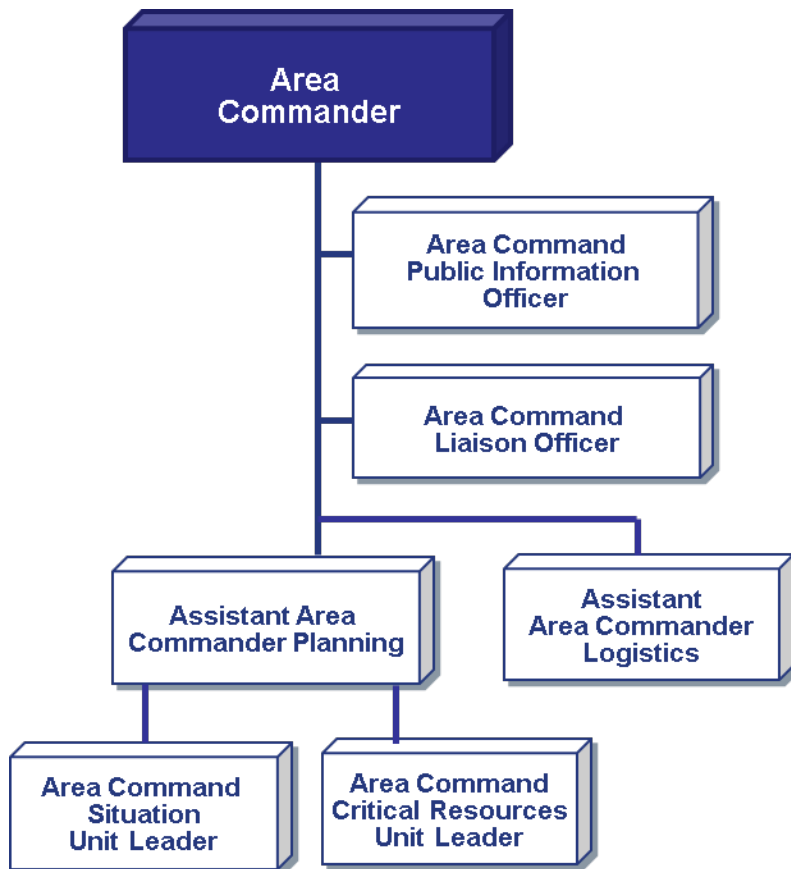 Area
Commander
Area Command
Public Information
Officer
Area Command
Liaison Officer
Assistant Area
Commander Planning
Assistant
Area Commander
Logistics
Area Command
Situation
Unit Leader
Area Command
Critical Resources
Unit Leader